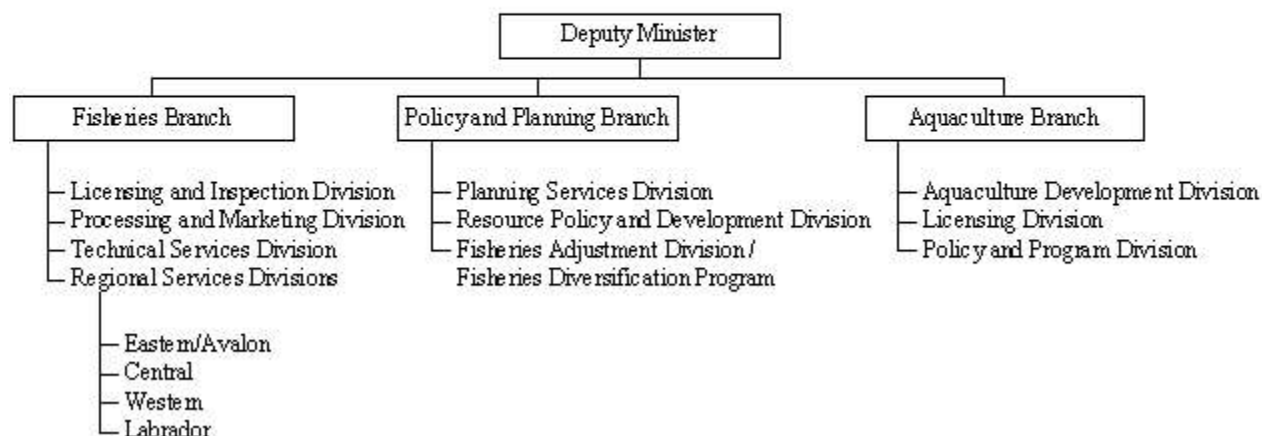 Deputy Minister
Fisheries Branch
Licensing and Inspection Division
Processing and Marketing Division
Technical Services Division
Regional Services Divisions
Eastern/Avalon
Central
Western
Labrador
Policy and Planning Branch
Planning Services Division
Resource Policy and Development Division
Fisheries Adjustment Division /
Fisheries Diversification Program
Aquaculture Branch
Aquaculture Development Division
Licensing Division
Policy and Program Division